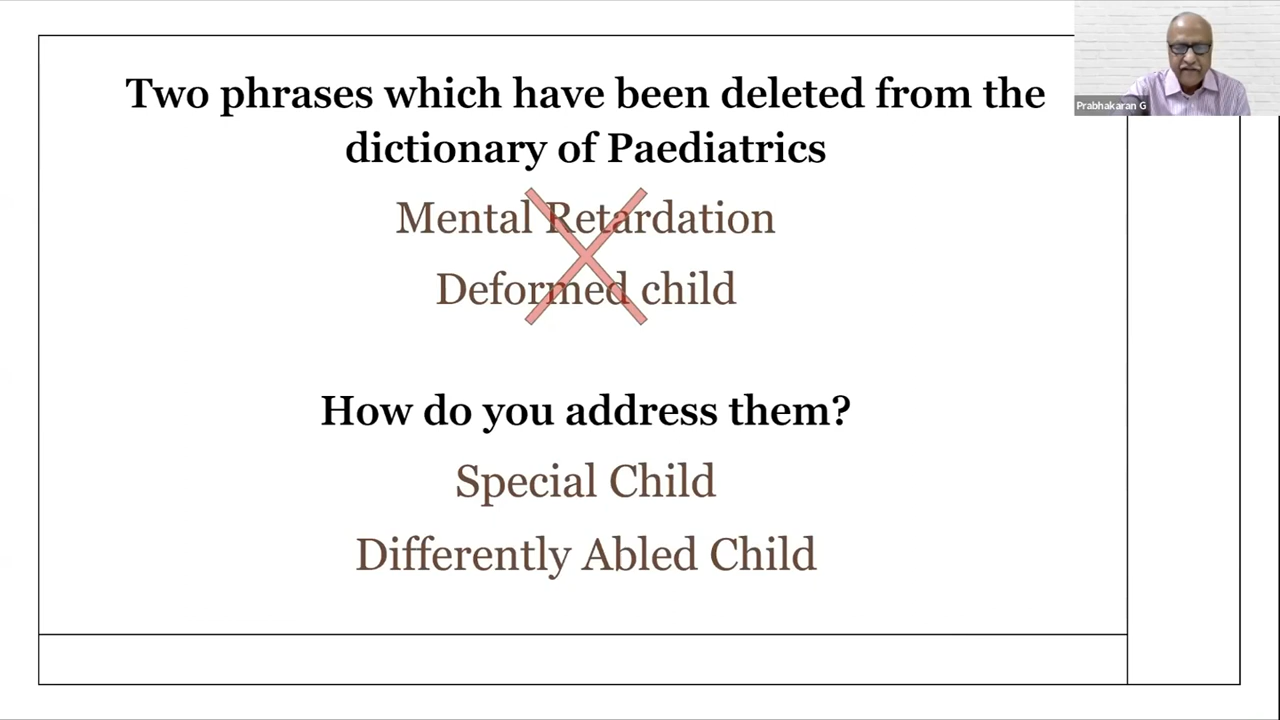 Two phrases which have been deleted from the
dictionary of Paediatrics
Mental Retardation
Deformed child
How do you address them?
Special Child
Differently Abled Child
Prabhakaran G